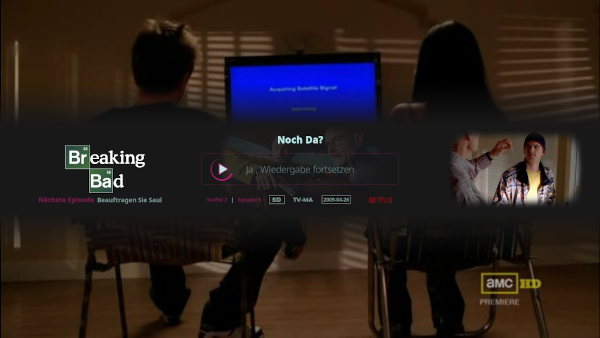 Acquiring Satellite Signal
Noch Da?
Breaking
Bad
Ja , Wiedergabe fortsetzen
Nächste Episode Beauftragen Sie Saul
Staffel 2 | Episode 8 SD TV-MA 2009-04-26 NETFLIX
amc HD
PREMIERE